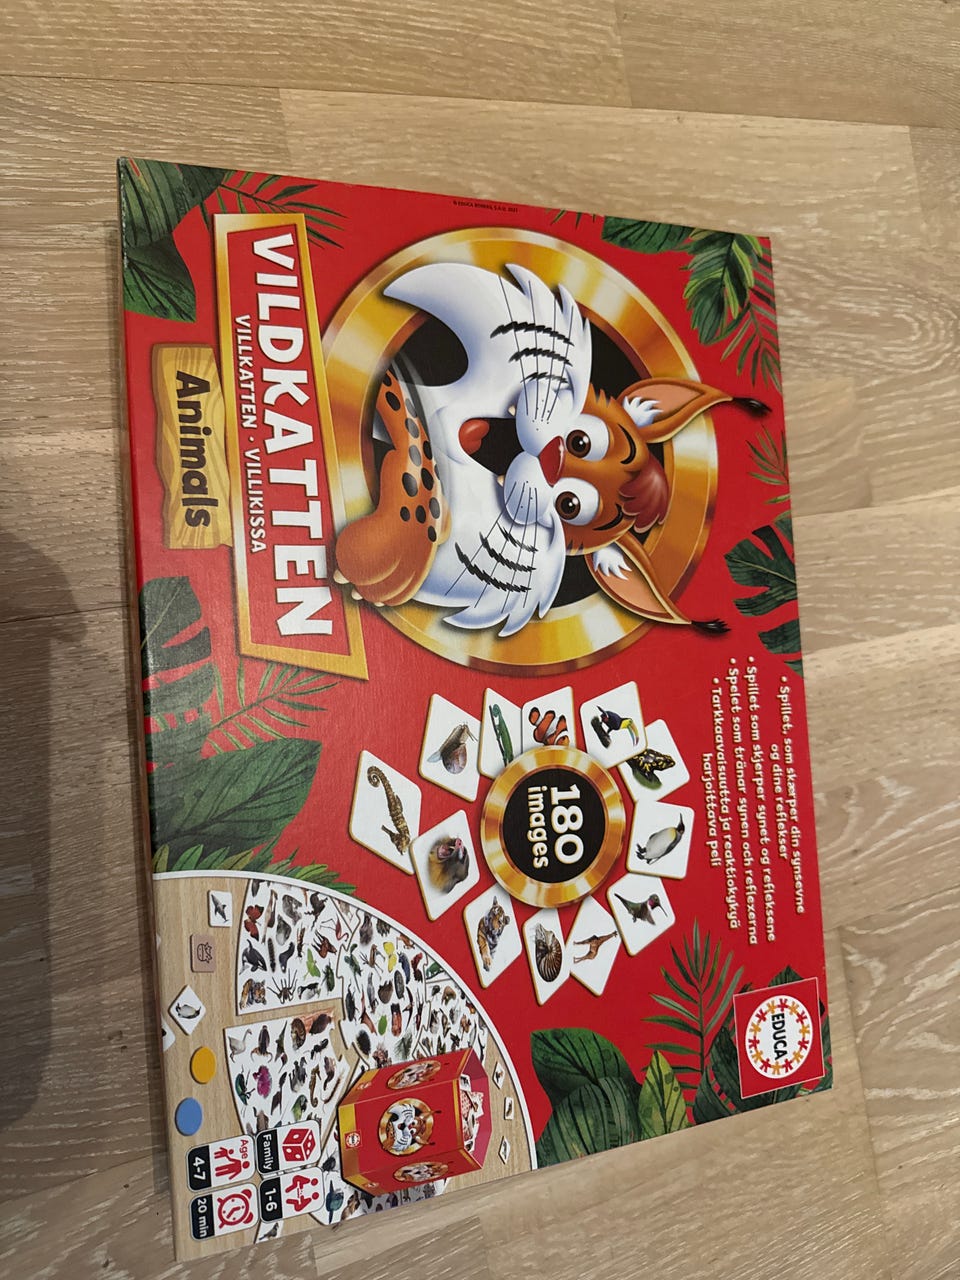 © EDUCA BORRAS, S.A.U. 2021
VILDKATTEN
VILLKATTEN · VILLIKISSA
Animals
• Spillet, som skærper din synsevne
og dine reflekser
• Spillet som skjerper synet og refleksene
• Spelet som tränar synen och reflexerna
• Tarkkaavaisuutta ja reaktiokykyä
harjoittava peli
180
images
EDUCA
Family
1-6
Age
4-7
20 min